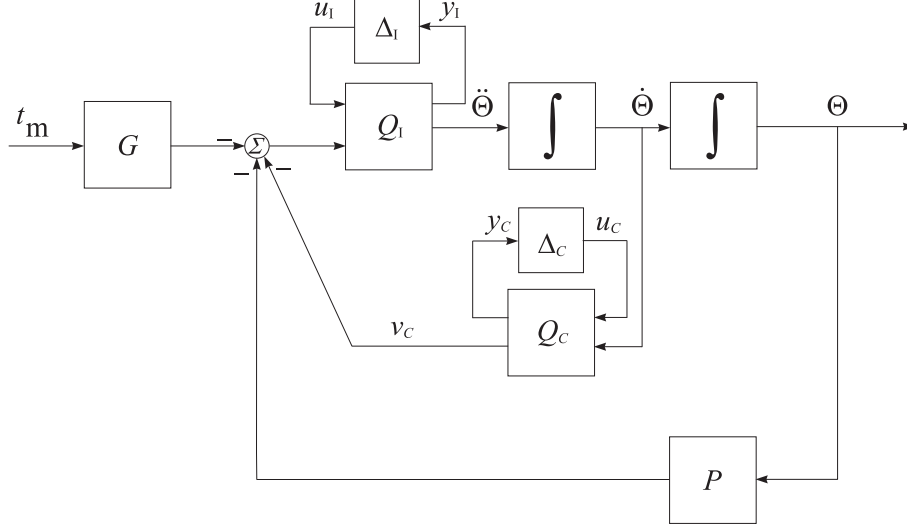 u_I Δ_I y_I
t_m G − Σ − − Q_I Θ̈ ∫ Θ̇ ∫ Θ
y_C Δ_C u_C
v_C Q_C
P